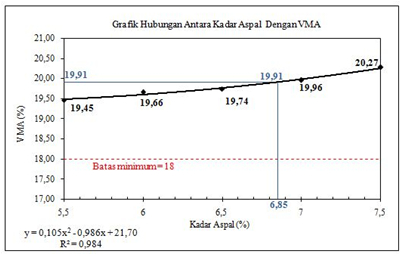 Grafik Hubungan Antara Kadar Aspal Dengan VMA
21,00
20,50
20,00
19,50
19,00
18,50
18,00
17,50
17,00
VMA (%)
19,91
19,45
19,66
19,74
19,91
19,96
20,27
Batas minimum = 18
6,85
5,5 6 6,5 7 7,5
Kadar Aspal (%)
y = 0,105x² - 0,986x + 21,70
R² = 0,984